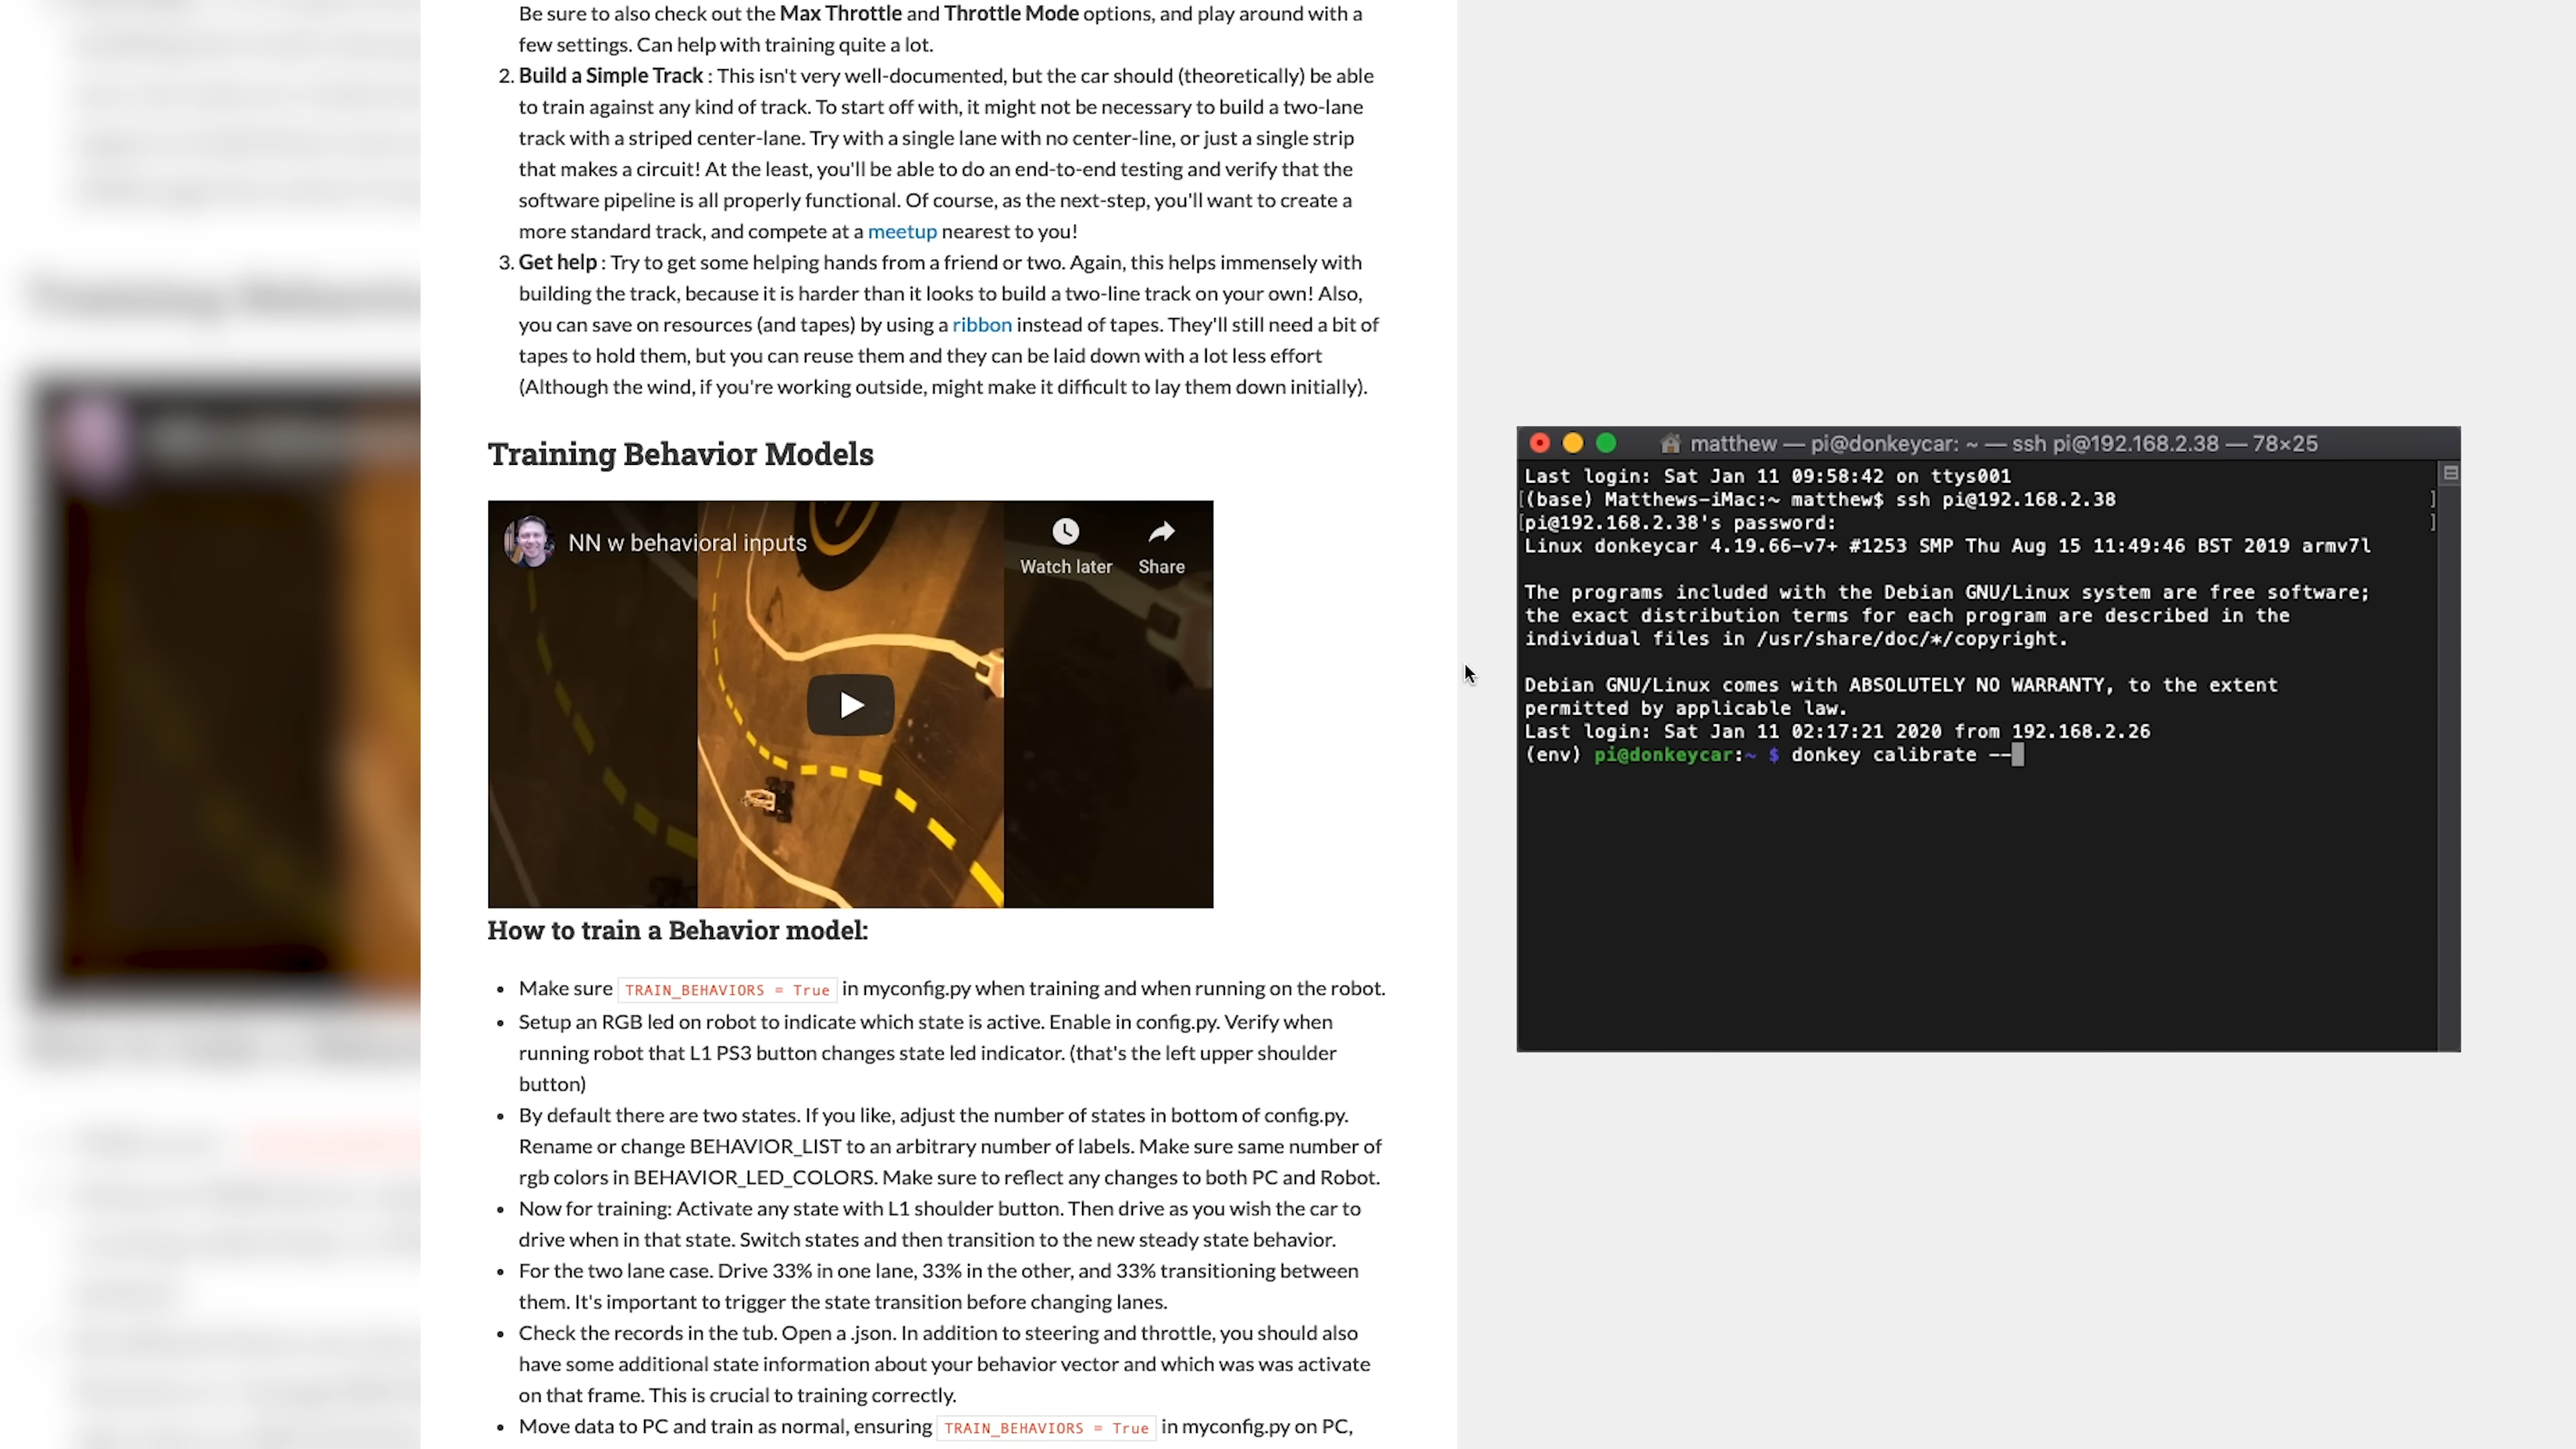 Be sure to also check out the Max Throttle and Throttle Mode options, and play around with a
few settings. Can help with training quite a lot.
2. Build a Simple Track : This isn't very well-documented, but the car should (theoretically) be able
to train against any kind of track. To start off with, it might not be necessary to build a two-lane
track with a striped center-lane. Try with a single lane with no center-line, or just a single strip
that makes a circuit! At the least, you'll be able to do an end-to-end testing and verify that the
software pipeline is all properly functional. Of course, as the next-step, you'll want to create a
more standard track, and compete at a meetup nearest to you!
3. Get help : Try to get some helping hands from a friend or two. Again, this helps immensely with
building the track, because it is harder than it looks to build a two-line track on your own! Also,
you can save on resources (and tapes) by using a ribbon instead of tapes. They'll still need a bit of
tapes to hold them, but you can reuse them and they can be laid down with a lot less effort
(Although the wind, if you're working outside, might make it difficult to lay them down initially).
Training Behavior Models
NN w behavioral inputs
Watch later
Share
How to train a Behavior model:
• Make sure TRAIN_BEHAVIORS = True in myconfig.py when training and when running on the robot.
• Setup an RGB led on robot to indicate which state is active. Enable in config.py. Verify when
running robot that L1 PS3 button changes state led indicator. (that's the left upper shoulder
button)
• By default there are two states. If you like, adjust the number of states in bottom of config.py.
Rename or change BEHAVIOR_LIST to an arbitrary number of labels. Make sure same number of
rgb colors in BEHAVIOR_LED_COLORS. Make sure to reflect any changes to both PC and Robot.
• Now for training: Activate any state with L1 shoulder button. Then drive as you wish the car to
drive when in that state. Switch states and then transition to the new steady state behavior.
• For the two lane case. Drive 33% in one lane, 33% in the other, and 33% transitioning between
them. It's important to trigger the state transition before changing lanes.
• Check the records in the tub. Open a .json. In addition to steering and throttle, you should also
have some additional state information about your behavior vector and which was was activate
on that frame. This is crucial to training correctly.
• Move data to PC and train as normal, ensuring TRAIN_BEHAVIORS = True in myconfig.py on PC,
matthew — pi@donkeycar: ~ — ssh pi@192.168.2.38 — 78×25
Last login: Sat Jan 11 09:58:42 on ttys001
[(base) Matthews-iMac:~ matthew$ ssh pi@192.168.2.38 ]
[pi@192.168.2.38's password: ]
Linux donkeycar 4.19.66-v7+ #1253 SMP Thu Aug 15 11:49:46 BST 2019 armv7l
The programs included with the Debian GNU/Linux system are free software;
the exact distribution terms for each program are described in the
individual files in /usr/share/doc/*/copyright.
Debian GNU/Linux comes with ABSOLUTELY NO WARRANTY, to the extent
permitted by applicable law.
Last login: Sat Jan 11 02:17:21 2020 from 192.168.2.26
(env) pi@donkeycar:~ $ donkey calibrate --